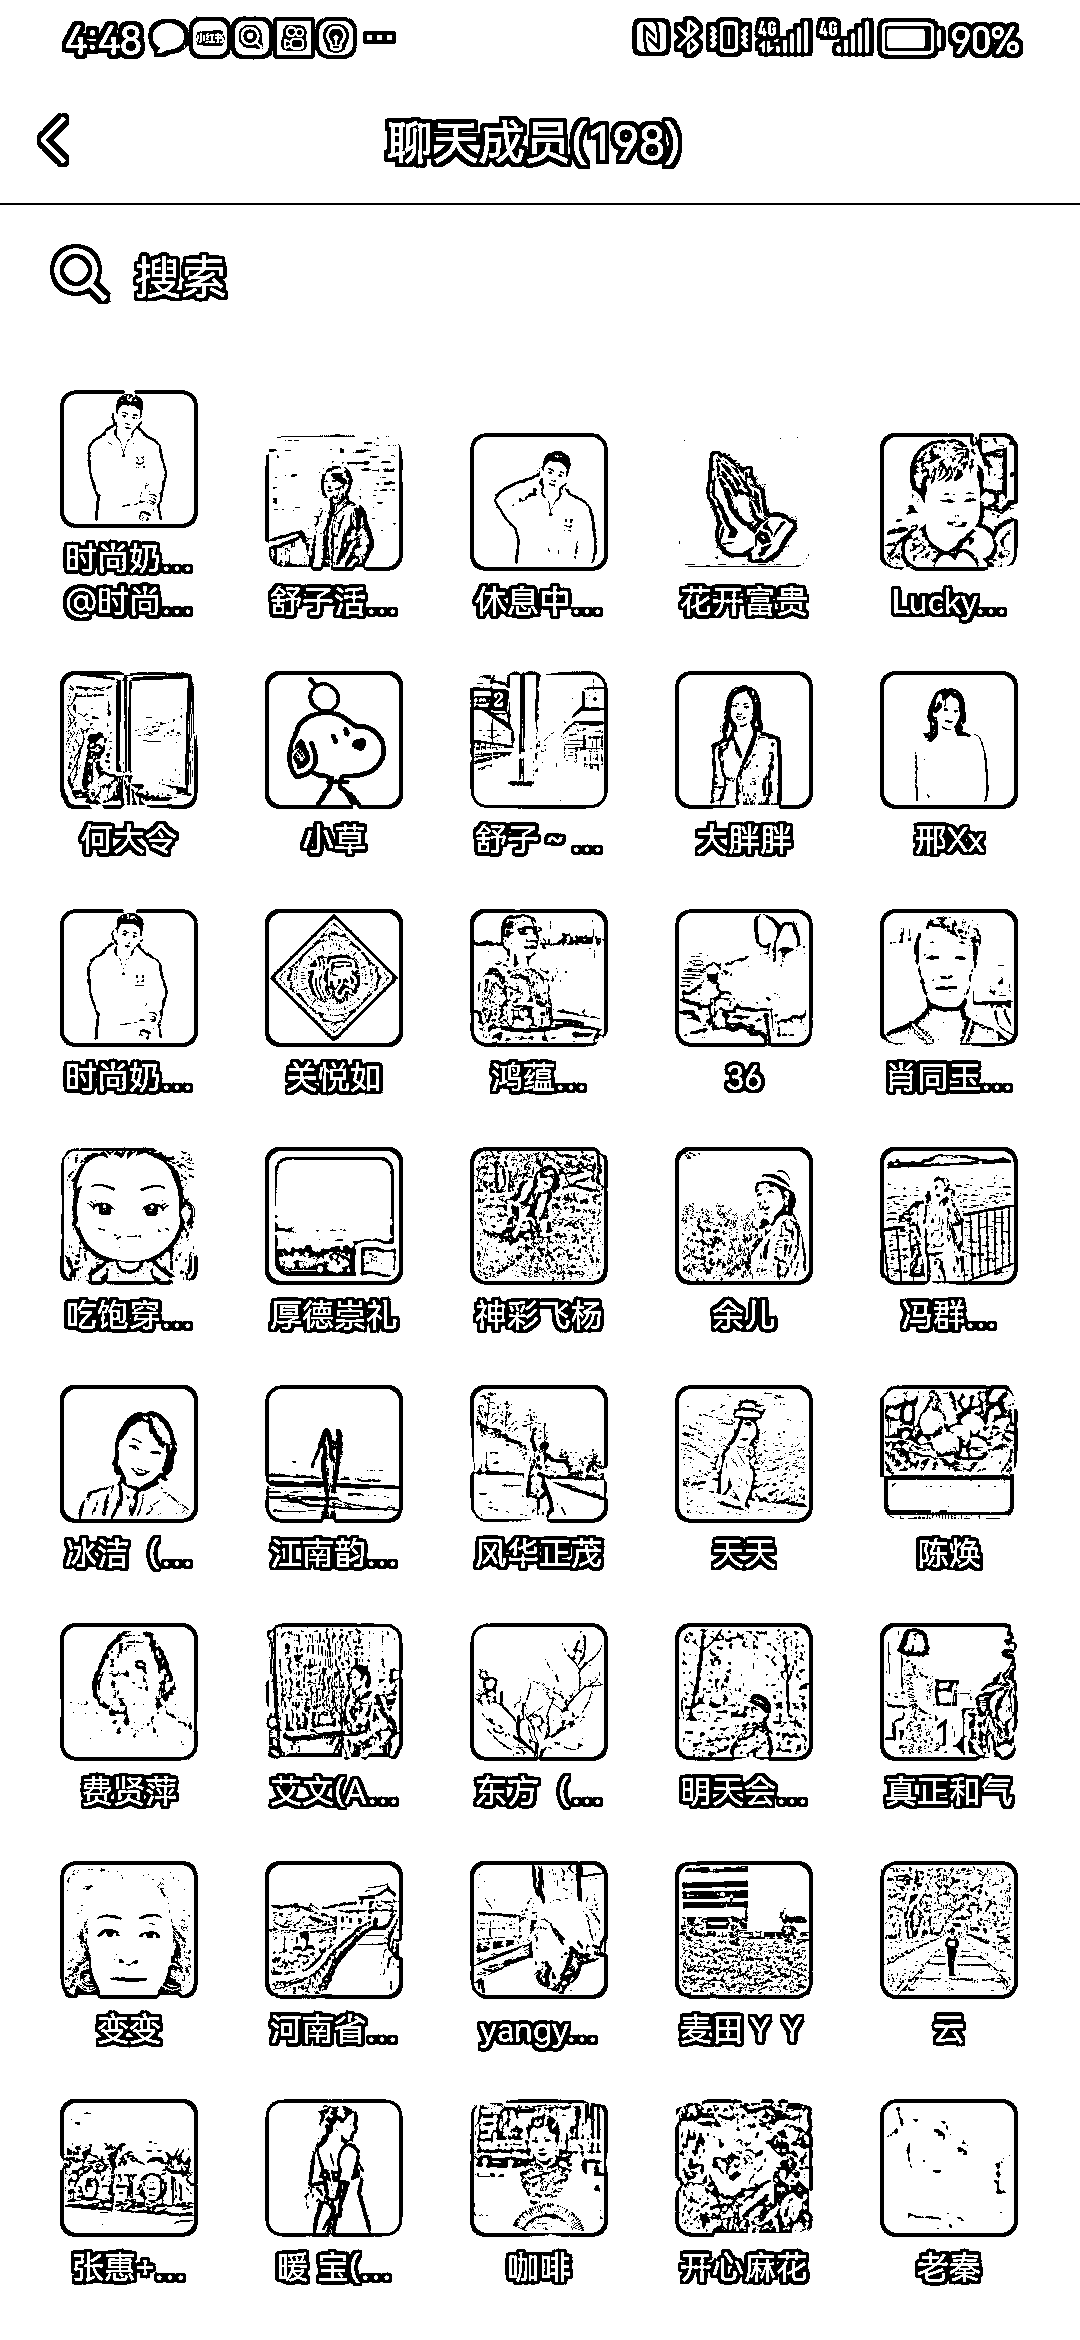 4:48
小红书
4G
4G
90%
聊天成员(198)
搜索
时尚奶...
@时尚...
舒子活...
休息中...
花开富贵
Lucky...
何太令
小草
舒子~...
大胖胖
邢Xx
时尚奶...
关悦如
鸿蕴...
36
肖同玉...
吃饱穿...
厚德崇礼
神彩飞杨
余儿
冯群...
冰洁（...
江南韵...
风华正茂
天天
陈焕
费贤萍
艾文(A...
东方（...
明天会...
真正和气
变变
河南省...
yangy...
麦田ＹＹ
云
张惠+...
暖 宝(...
咖啡
开心麻花
老秦